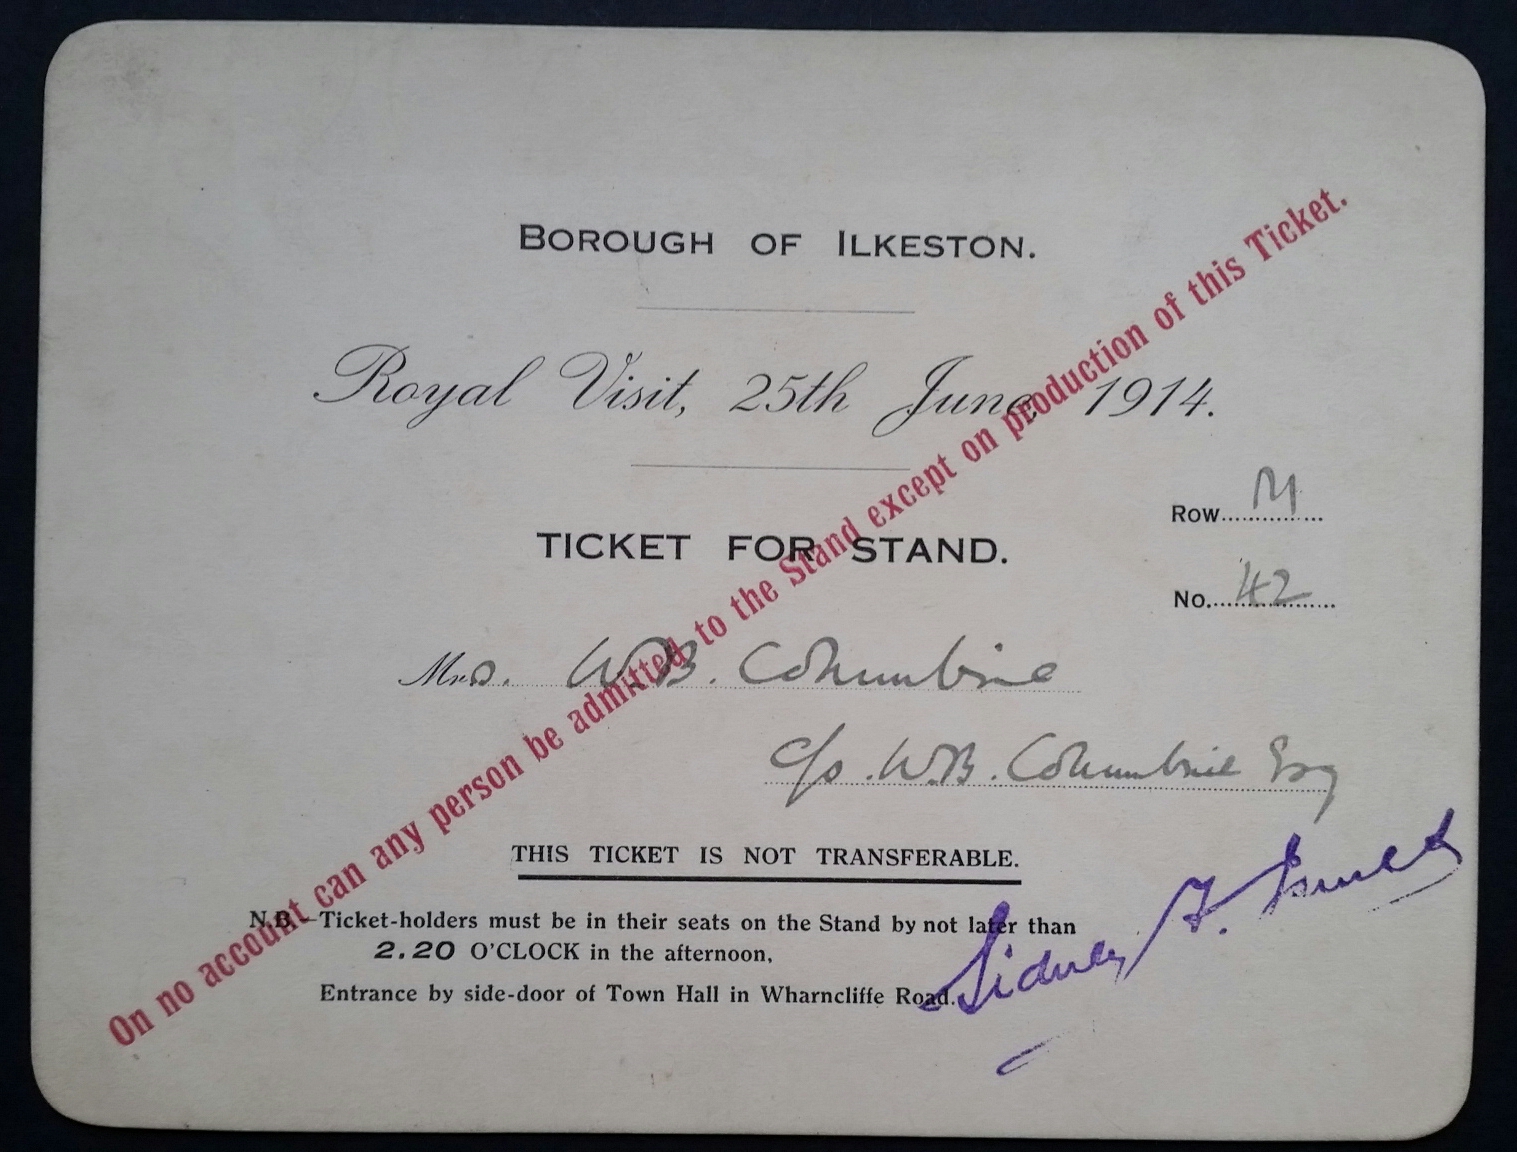 BOROUGH OF ILKESTON.
Royal Visit, 25th June, 1914.
Row M
TICKET FOR STAND.
No. 42
Mrs. W.B. Columbine
c/o. W.B. Columbine Esq
THIS TICKET IS NOT TRANSFERABLE.
N.B.—Ticket-holders must be in their seats on the Stand by not later than
2.20 O'CLOCK in the afternoon,
Entrance by side-door of Town Hall in Wharncliffe Road.
On no account can any person be admitted to the Stand except on production of this Ticket.
Sidney F.